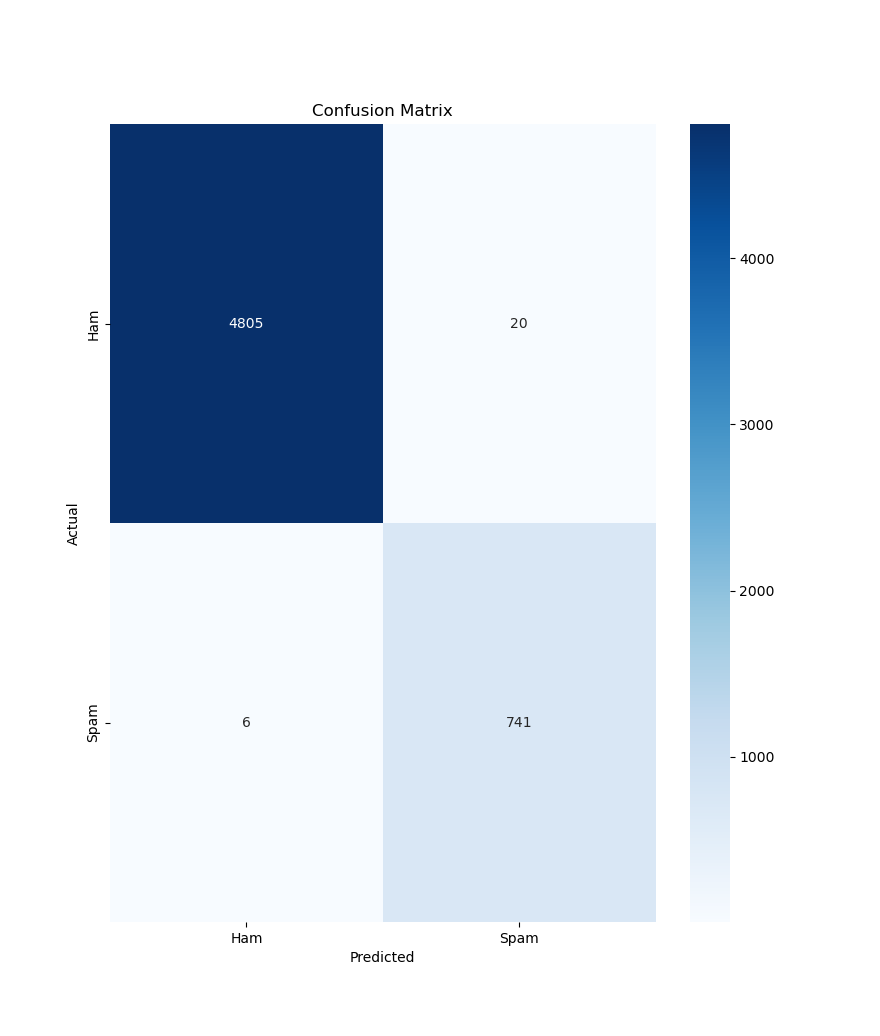 Confusion Matrix
Ham
4805
20
Actual
Spam
6
741
Ham
Spam
Predicted
4000
3000
2000
1000